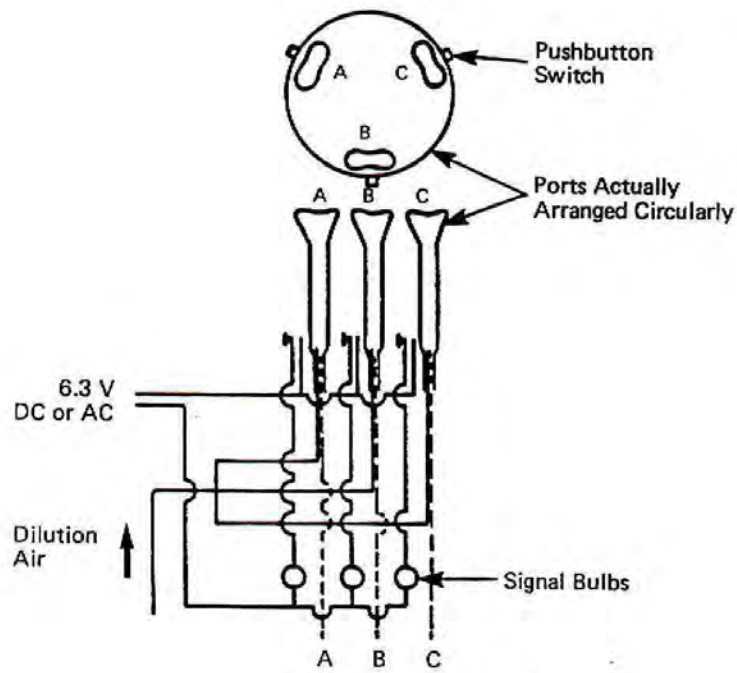 Pushbutton
Switch
A
C
B
Ports Actually
Arranged Circularly
A
B
C
6.3 V
DC or AC
Dilution
Air
Signal Bulbs
A
B
C